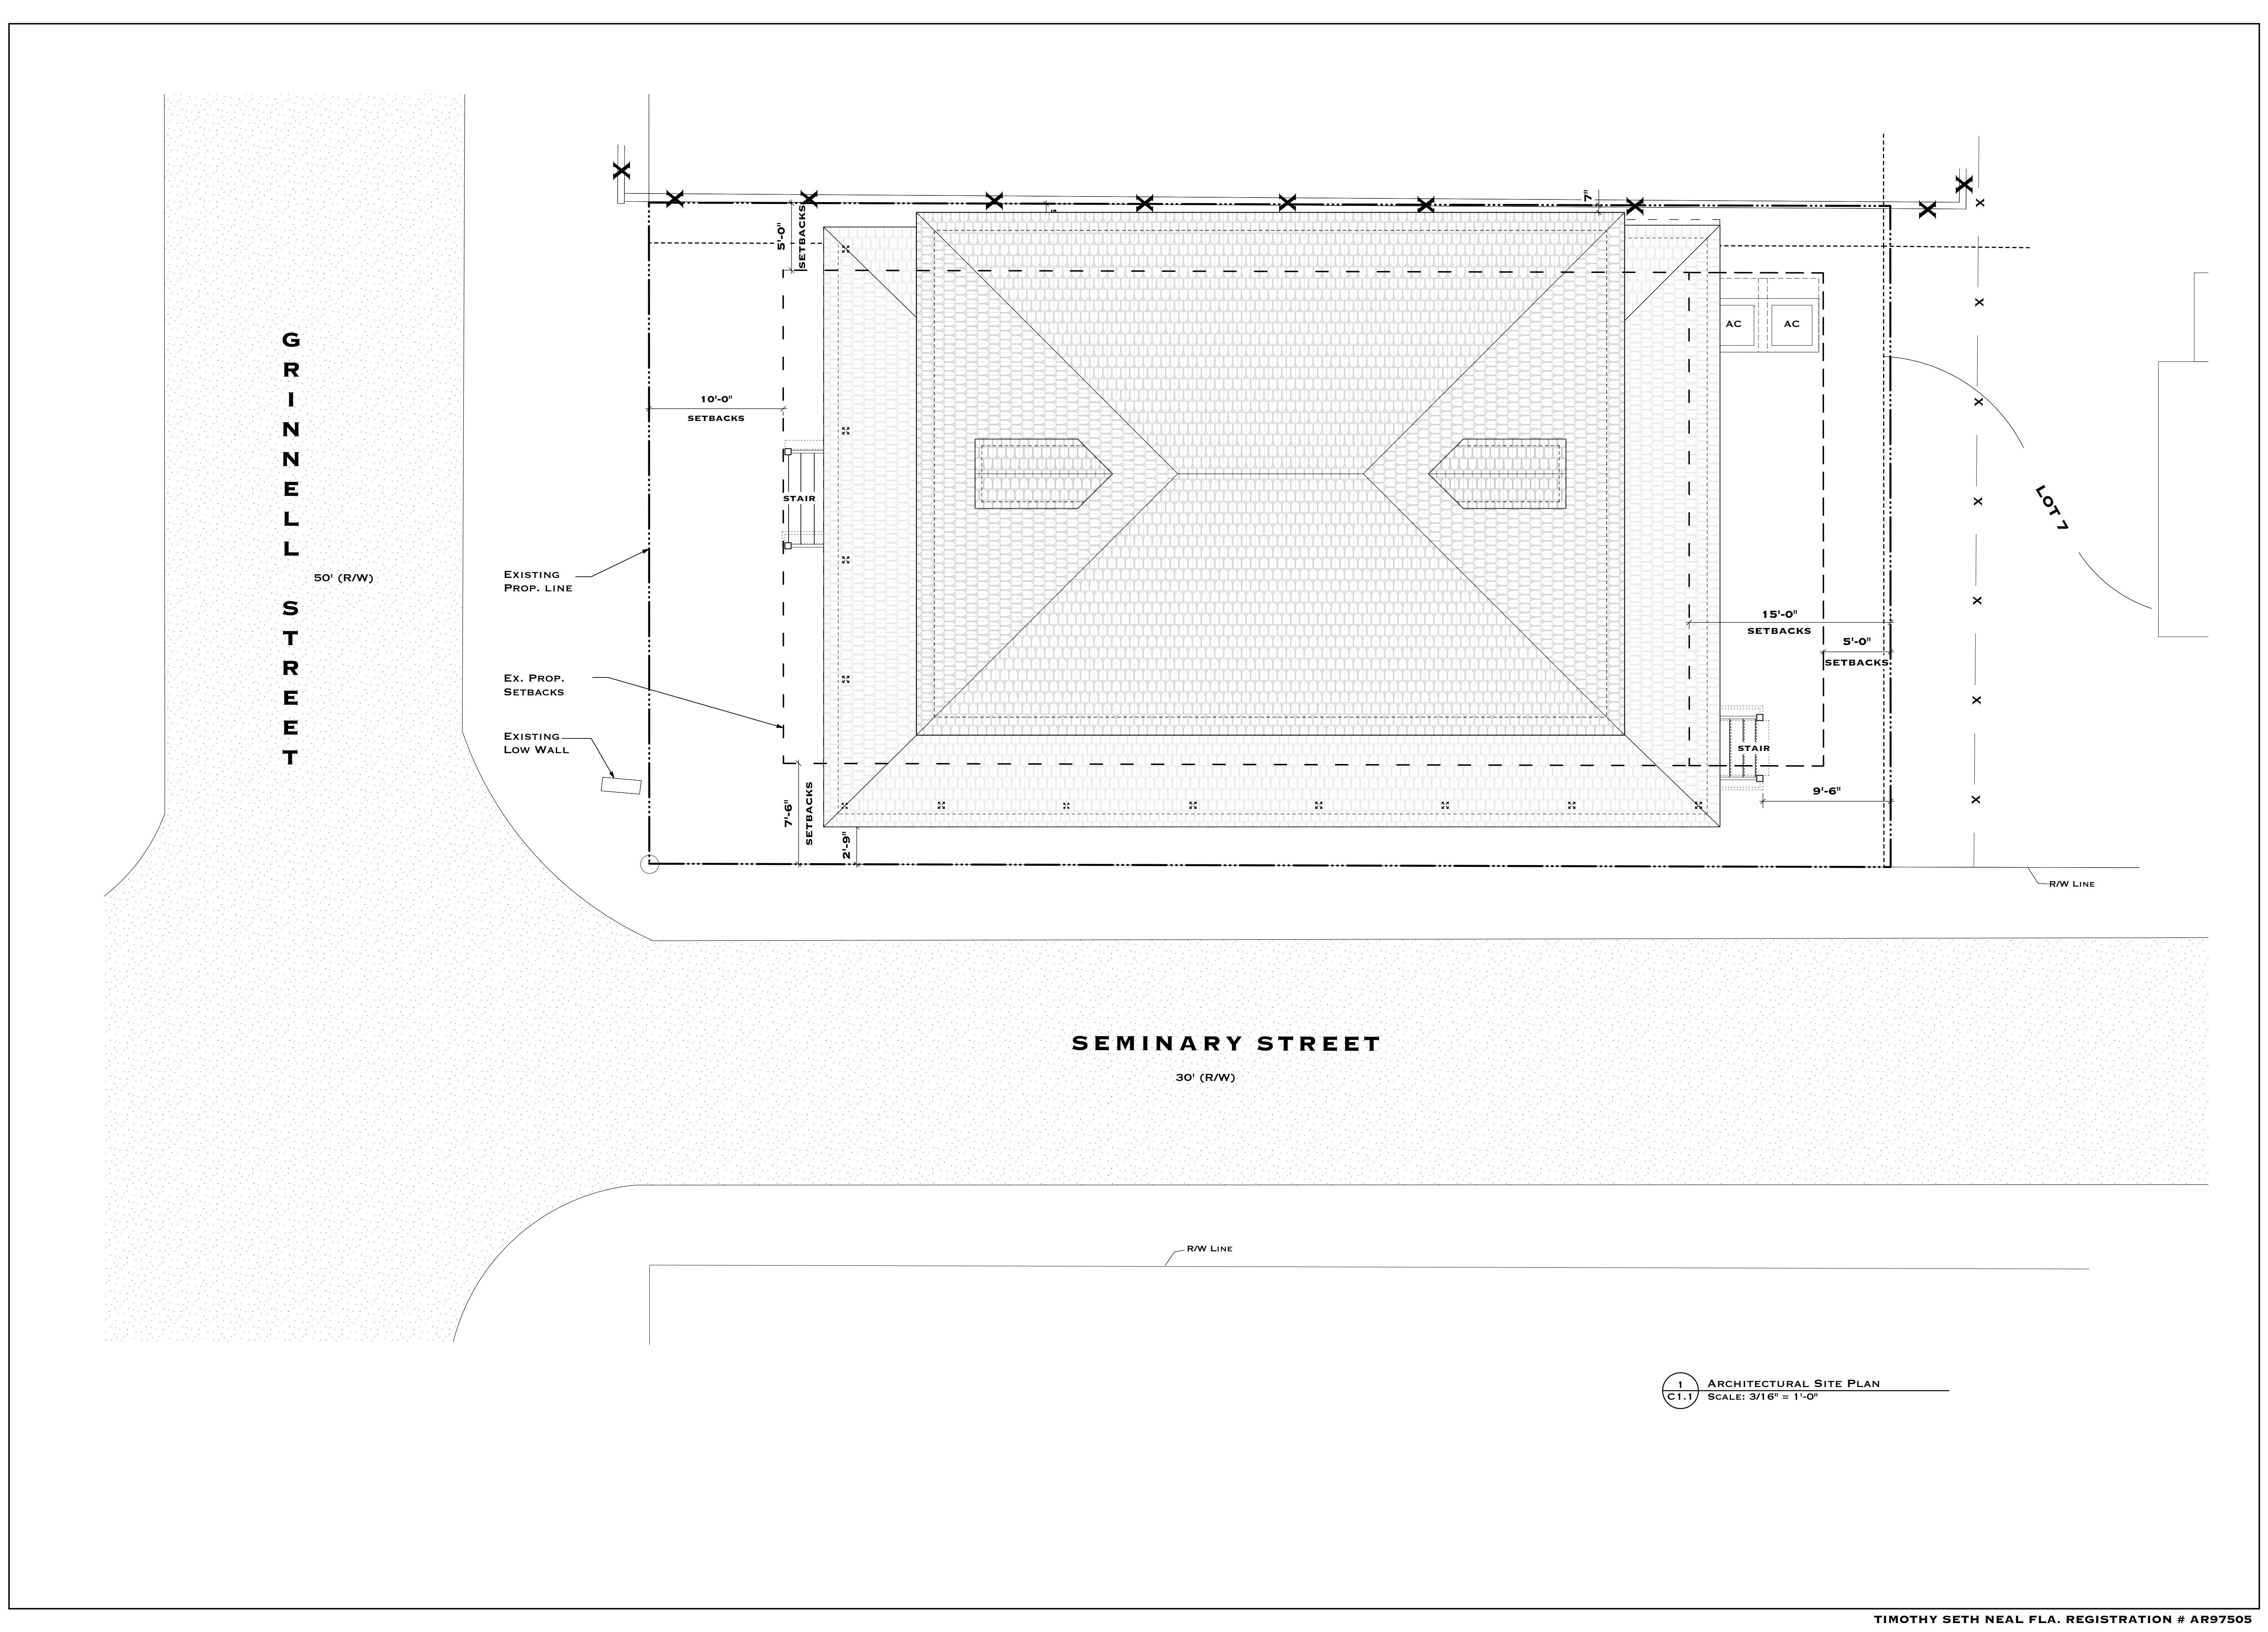 7"
5'-0"
SETBACKS
AC
AC
GRINNELL STREET
50' (R/W)
10'-0"
SETBACKS
STAIR
LOT 7
EXISTING
PROP. LINE
15'-0"
SETBACKS
5'-0"
SETBACKS
EX. PROP.
SETBACKS
EXISTING
LOW WALL
STAIR
9'-6"
7'-6"
SETBACKS
2'-9"
R/W LINE
SEMINARY STREET
30' (R/W)
R/W LINE
1
C1.1
ARCHITECTURAL SITE PLAN
SCALE: 3/16" = 1'-0"
TIMOTHY SETH NEAL FLA. REGISTRATION # AR97505